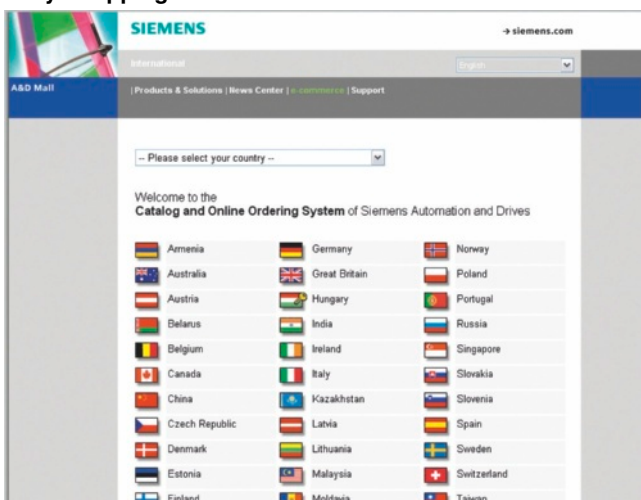 SIEMENS
→ siemens.com
International
English
A&D Mall
| Products & Solutions | News Center | e-commerce | Support
-- Please select your country --
Welcome to the
Catalog and Online Ordering System of Siemens Automation and Drives
Armenia Germany Norway
Australia Great Britain Poland
Austria Hungary Portugal
Belarus India Russia
Belgium Ireland Singapore
Canada Italy Slovakia
China Kazakhstan Slovenia
Czech Republic Latvia Spain
Denmark Lithuania Sweden
Estonia Malaysia Switzerland
Finland Moldavia Taiwan